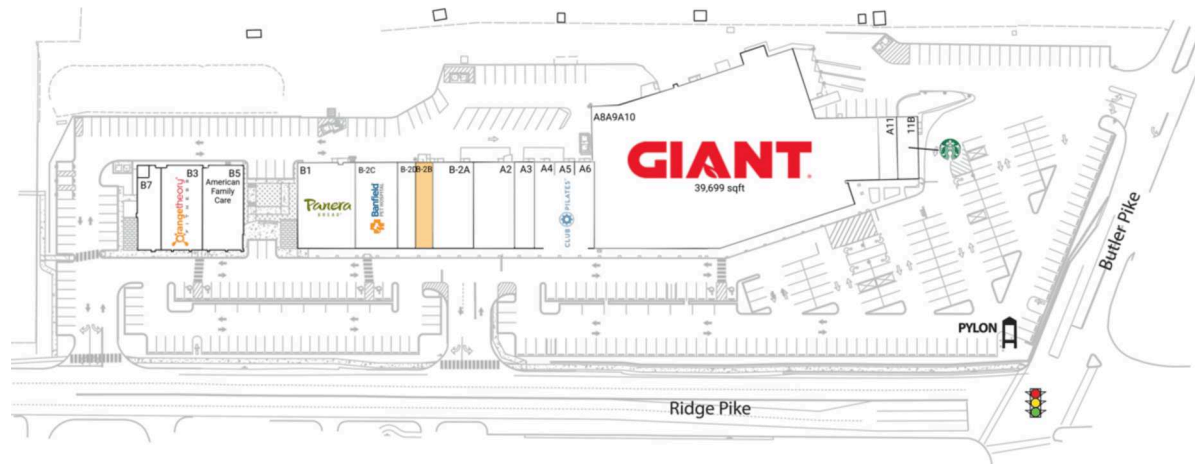 A8A9A10
GIANT
39,699 sqft
A11
11B
B7
Orangetheory
FITNESS
B3
B5
American
Family
Care
B1
Panera
BREAD
B-2C
Banfield
PET HOSPITAL
B-2D
B-2B
B-2A
A2
A3
A4
A5
A6
CLUB PILATES
PYLON
Butler Pike
Ridge Pike